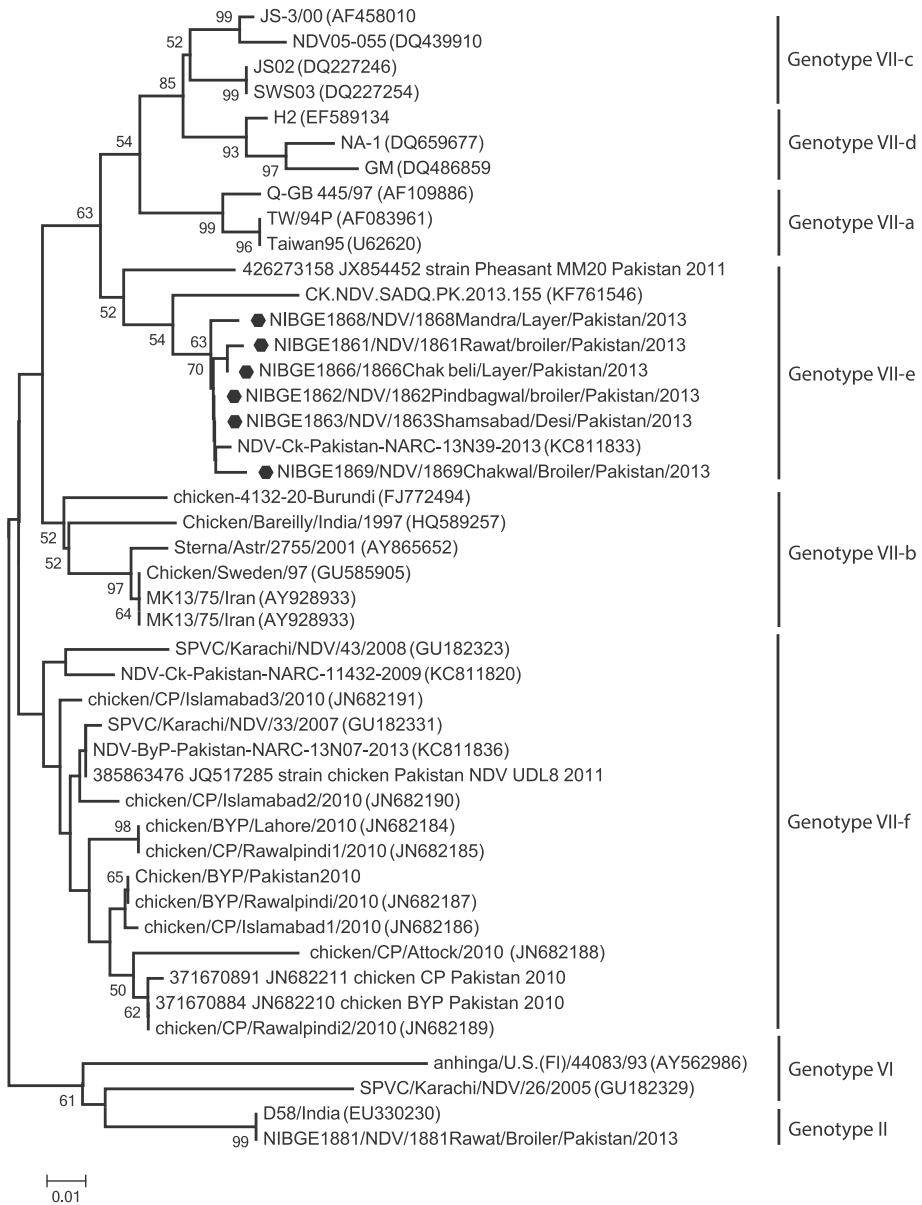 99
JS-3/00 (AF458010
52
NDV05-055 (DQ439910
JS02 (DQ227246)
99
SWS03 (DQ227254)
Genotype VII-c
85
H2 (EF589134
93
NA-1 (DQ659677)
97
GM (DQ486859
Genotype VII-d
54
Q-GB 445/97 (AF109886)
99
TW/94P (AF083961)
96
Taiwan95 (U62620)
Genotype VII-a
63
426273158 JX854452 strain Pheasant MM20 Pakistan 2011
52
CK.NDV.SADQ.PK.2013.155 (KF761546)
54
NIBGE1868/NDV/1868Mandra/Layer/Pakistan/2013
63
NIBGE1861/NDV/1861Rawat/broiler/Pakistan/2013
70
NIBGE1866/1866Chak beli/Layer/Pakistan/2013
NIBGE1862/NDV/1862Pindbagwal/broiler/Pakistan/2013
NIBGE1863/NDV/1863Shamsabad/Desi/Pakistan/2013
NDV-Ck-Pakistan-NARC-13N39-2013 (KC811833)
NIBGE1869/NDV/1869Chakwal/Broiler/Pakistan/2013
Genotype VII-e
chicken-4132-20-Burundi (FJ772494)
52
Chicken/Bareilly/India/1997 (HQ589257)
52
Sterna/Astr/2755/2001 (AY865652)
97
Chicken/Sweden/97 (GU585905)
MK13/75/Iran (AY928933)
64
MK13/75/Iran (AY928933)
Genotype VII-b
SPVC/Karachi/NDV/43/2008 (GU182323)
NDV-Ck-Pakistan-NARC-11432-2009 (KC811820)
chicken/CP/Islamabad3/2010 (JN682191)
SPVC/Karachi/NDV/33/2007 (GU182331)
NDV-ByP-Pakistan-NARC-13N07-2013 (KC811836)
385863476 JQ517285 strain chicken Pakistan NDV UDL8 2011
chicken/CP/Islamabad2/2010 (JN682190)
98
chicken/BYP/Lahore/2010 (JN682184)
chicken/CP/Rawalpindi1/2010 (JN682185)
65
Chicken/BYP/Pakistan2010
chicken/BYP/Rawalpindi/2010 (JN682187)
chicken/CP/Islamabad1/2010 (JN682186)
chicken/CP/Attock/2010 (JN682188)
50
371670891 JN682211 chicken CP Pakistan 2010
62
371670884 JN682210 chicken BYP Pakistan 2010
chicken/CP/Rawalpindi2/2010 (JN682189)
Genotype VII-f
anhinga/U.S.(Fl)/44083/93 (AY562986)
61
SPVC/Karachi/NDV/26/2005 (GU182329)
Genotype VI
D58/India (EU330230)
99
NIBGE1881/NDV/1881Rawat/Broiler/Pakistan/2013
Genotype II
0.01